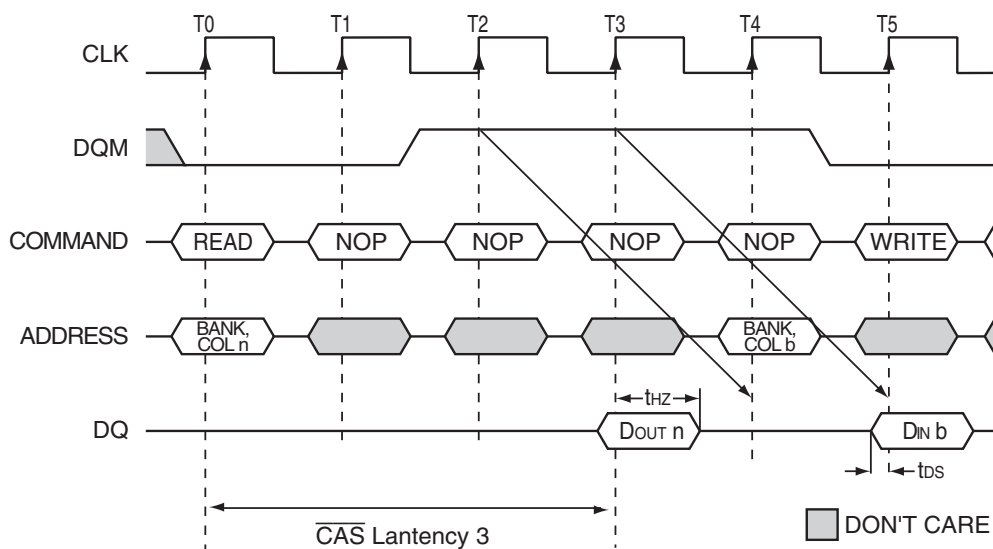 T0 T1 T2 T3 T4 T5
CLK
DQM
COMMAND READ NOP NOP NOP NOP WRITE
ADDRESS BANK, COL n BANK, COL b
tHZ
DQ DOUT n DIN b
tDS
CAS Lantency 3
DON'T CARE